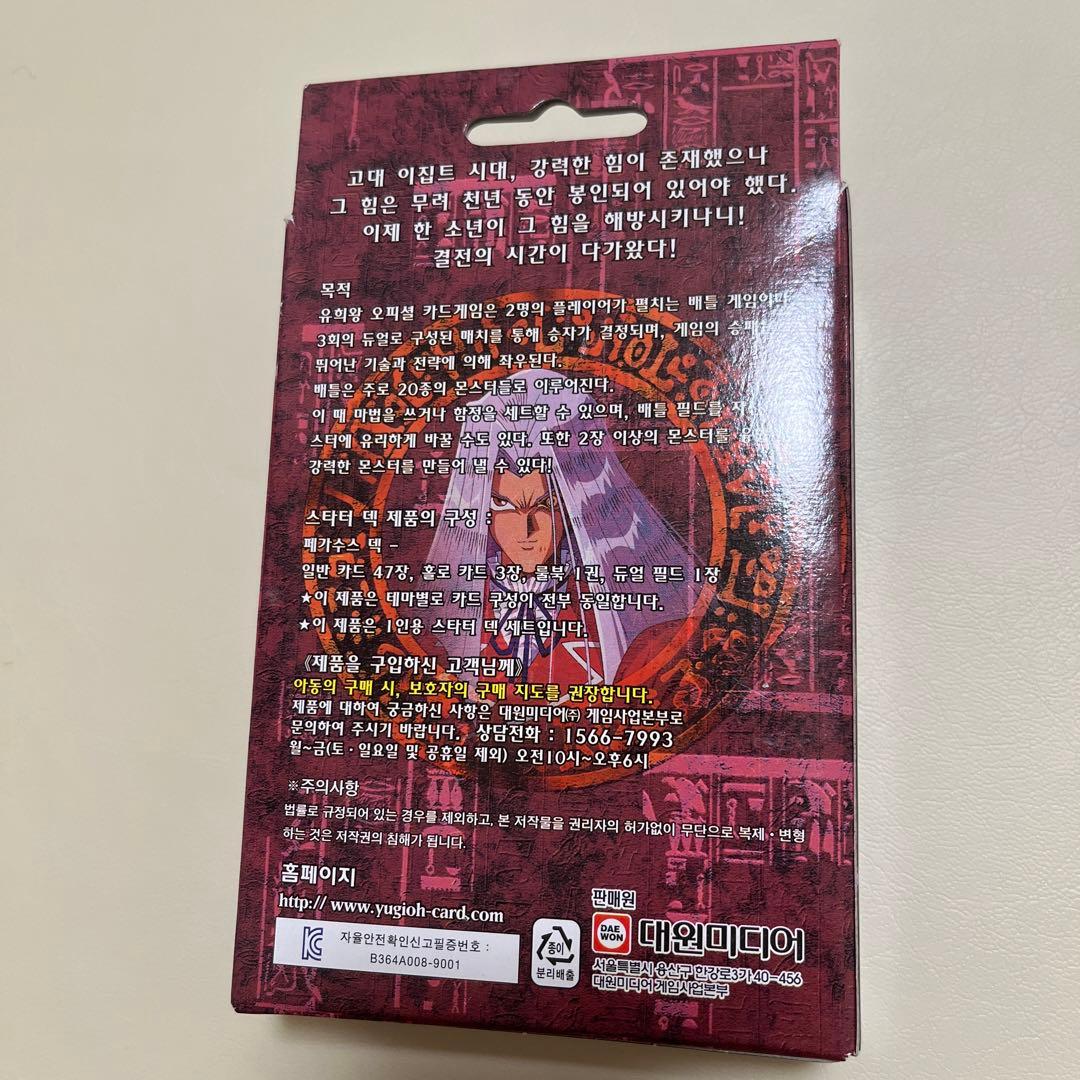 고대 이집트 시대, 강력한 힘이 존재했으나
그 힘은 무려 천년 동안 봉인되어 있어야 했다.
이제 한 소년이 그 힘을 해방시키나니!
결전의 시간이 다가왔다!
목적
유희왕 오피셜 카드게임은 2명의 플레이어가 펼치는 배틀 게임이다.
3회의 듀얼로 구성된 매치를 통해 승자가 결정되며, 게임의 승패
뛰어난 기술과 전략에 의해 좌우된다.
배틀은 주로 20종의 몬스터들로 이루어진다.
이 때 마법을 쓰거나 함정을 세트할 수 있으며, 배틀 필드를
스터에 유리하게 바꿀 수도 있다. 또한 2장 이상의 몬스터를
강력한 몬스터를 만들어 낼 수 있다!
스타터 덱 제품의 구성 :
페가수스 덱 -
일반 카드 47장, 홀로 카드 3장, 룰북 1권, 듀얼 필드 1장
★이 제품은 테마별로 카드 구성이 전부 동일합니다.
★이 제품은 1인용 스타터 덱 세트입니다.
《제품을 구입하신 고객님께》
아동의 구매 시, 보호자의 구매 지도를 권장합니다.
제품에 대하여 궁금하신 사항은 대원미디어㈜ 게임사업본부로
문의하여 주시기 바랍니다. 상담전화 : 1566-7993
월~금(토·일요일 및 공휴일 제외) 오전10시~오후6시
※주의사항
법률로 규정되어 있는 경우를 제외하고, 본 저작물을 권리자의 허가없이 무단으로 복제·변형
하는 것은 저작권의 침해가 됩니다.
홈페이지
http:// www.yugioh-card.com
자율안전확인신고필증번호 :
B364A008-9001
종이
분리배출
판매원
DAE
WON
대원미디어
서울특별시 용산구 한강로3가 40-456
대원미디어 게임사업본부